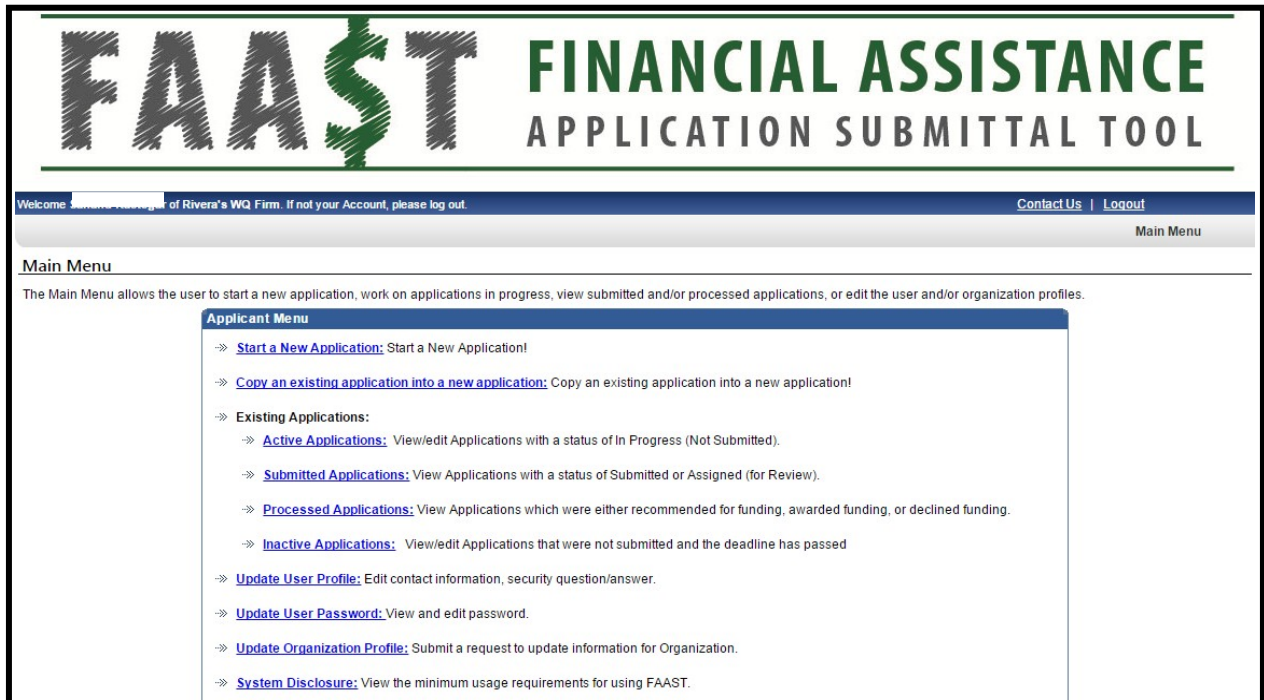 FAA$T FINANCIAL ASSISTANCE
APPLICATION SUBMITTAL TOOL
Welcome of Rivera's WQ Firm. If not your Account, please log out.
Contact Us | Logout
Main Menu
Main Menu
The Main Menu allows the user to start a new application, work on applications in progress, view submitted and/or processed applications, or edit the user and/or organization profiles.
Applicant Menu
Start a New Application: Start a New Application!
Copy an existing application into a new application: Copy an existing application into a new application!
Existing Applications:
Active Applications: View/edit Applications with a status of In Progress (Not Submitted).
Submitted Applications: View Applications with a status of Submitted or Assigned (for Review).
Processed Applications: View Applications which were either recommended for funding, awarded funding, or declined funding.
Inactive Applications: View/edit Applications that were not submitted and the deadline has passed
Update User Profile: Edit contact information, security question/answer.
Update User Password: View and edit password.
Update Organization Profile: Submit a request to update information for Organization.
System Disclosure: View the minimum usage requirements for using FAAST.